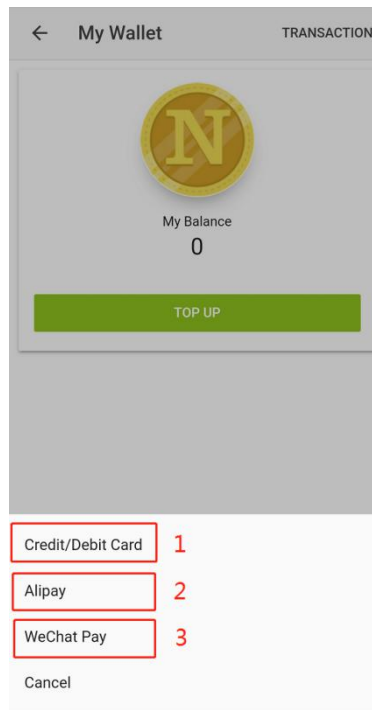 My Wallet TRANSACTION
N
My Balance
0
TOP UP
Credit/Debit Card 1
Alipay 2
WeChat Pay 3
Cancel